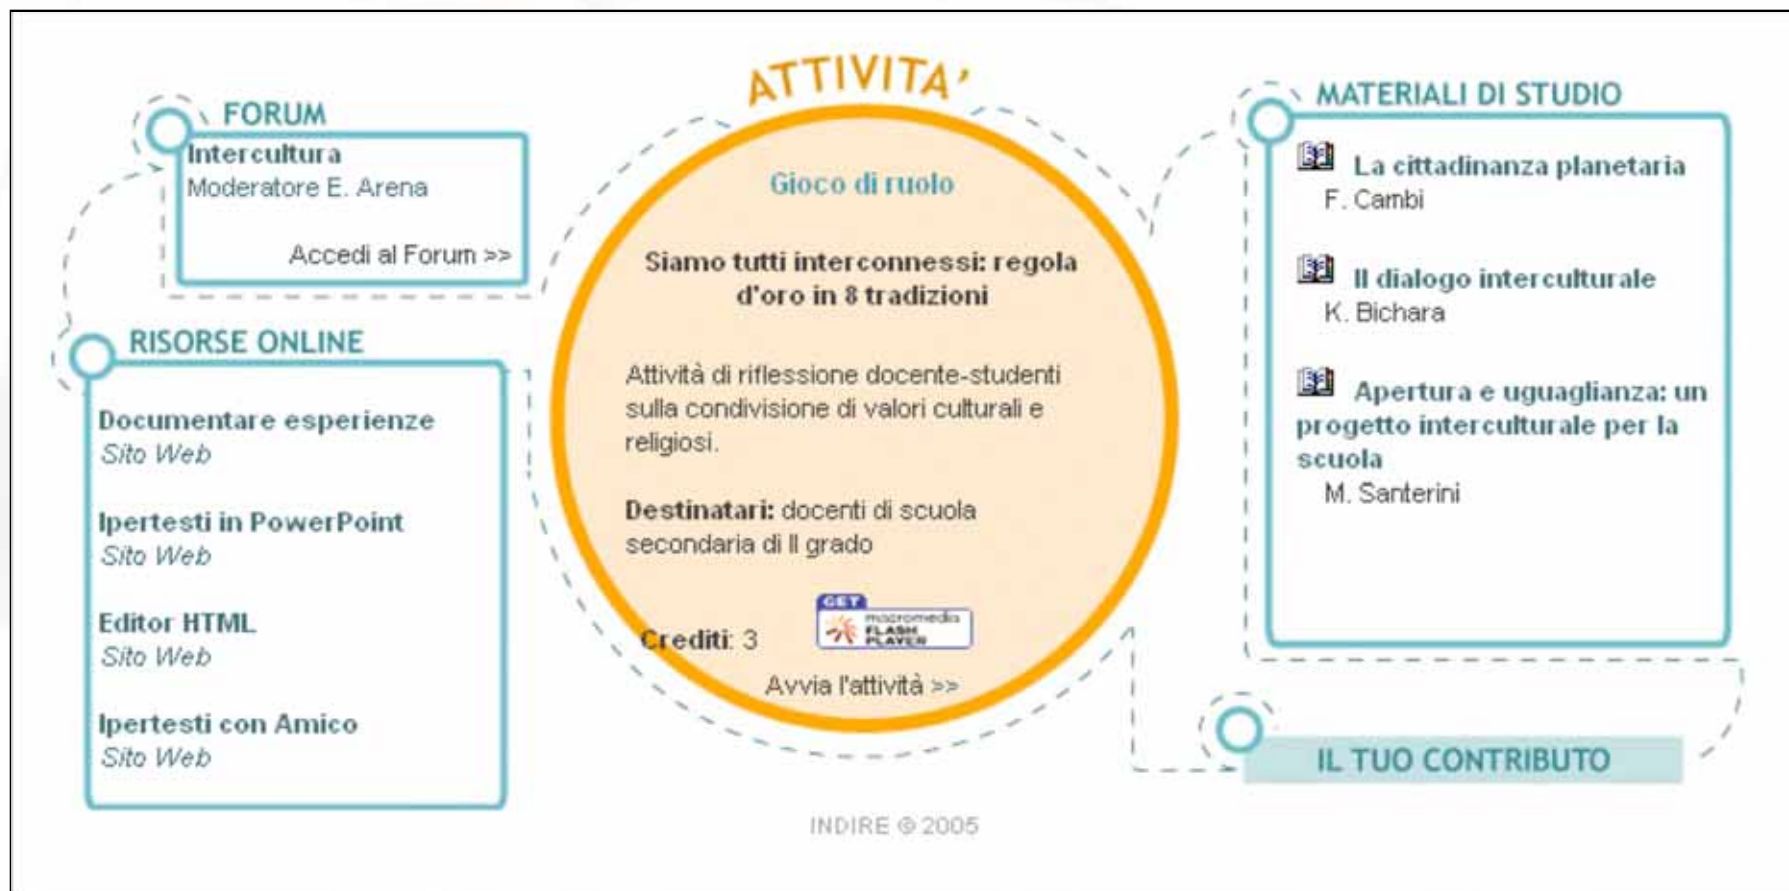 ATTIVITA'
FORUM
Intercultura
Moderatore E. Arena
Accedi al Forum >>
RISORSE ONLINE
Documentare esperienze
Sito Web
Ipertesti in PowerPoint
Sito Web
Editor HTML
Sito Web
Ipertesti con Amico
Sito Web
Gioco di ruolo
Siamo tutti interconnessi: regola
d'oro in 8 tradizioni
Attività di riflessione docente-studenti
sulla condivisione di valori culturali e
religiosi.
Destinatari: docenti di scuola
secondaria di II grado
GET
macromedia
FLASH
PLAYER
Crediti: 3
Avvia l'attività >>
MATERIALI DI STUDIO
La cittadinanza planetaria
F. Cambi
Il dialogo interculturale
K. Bichara
Apertura e uguaglianza: un
progetto interculturale per la
scuola
M. Santerini
IL TUO CONTRIBUTO
INDIRE © 2005